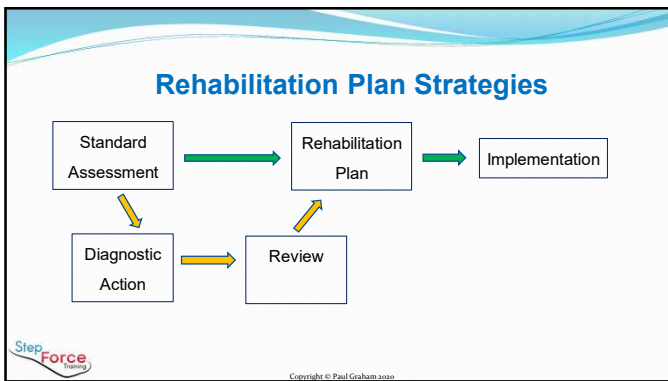 Rehabilitation Plan Strategies
Standard
Assessment
Rehabilitation
Plan
Implementation
Diagnostic
Action
Review
Step
Force
Training
Copyright © Paul Graham 2020